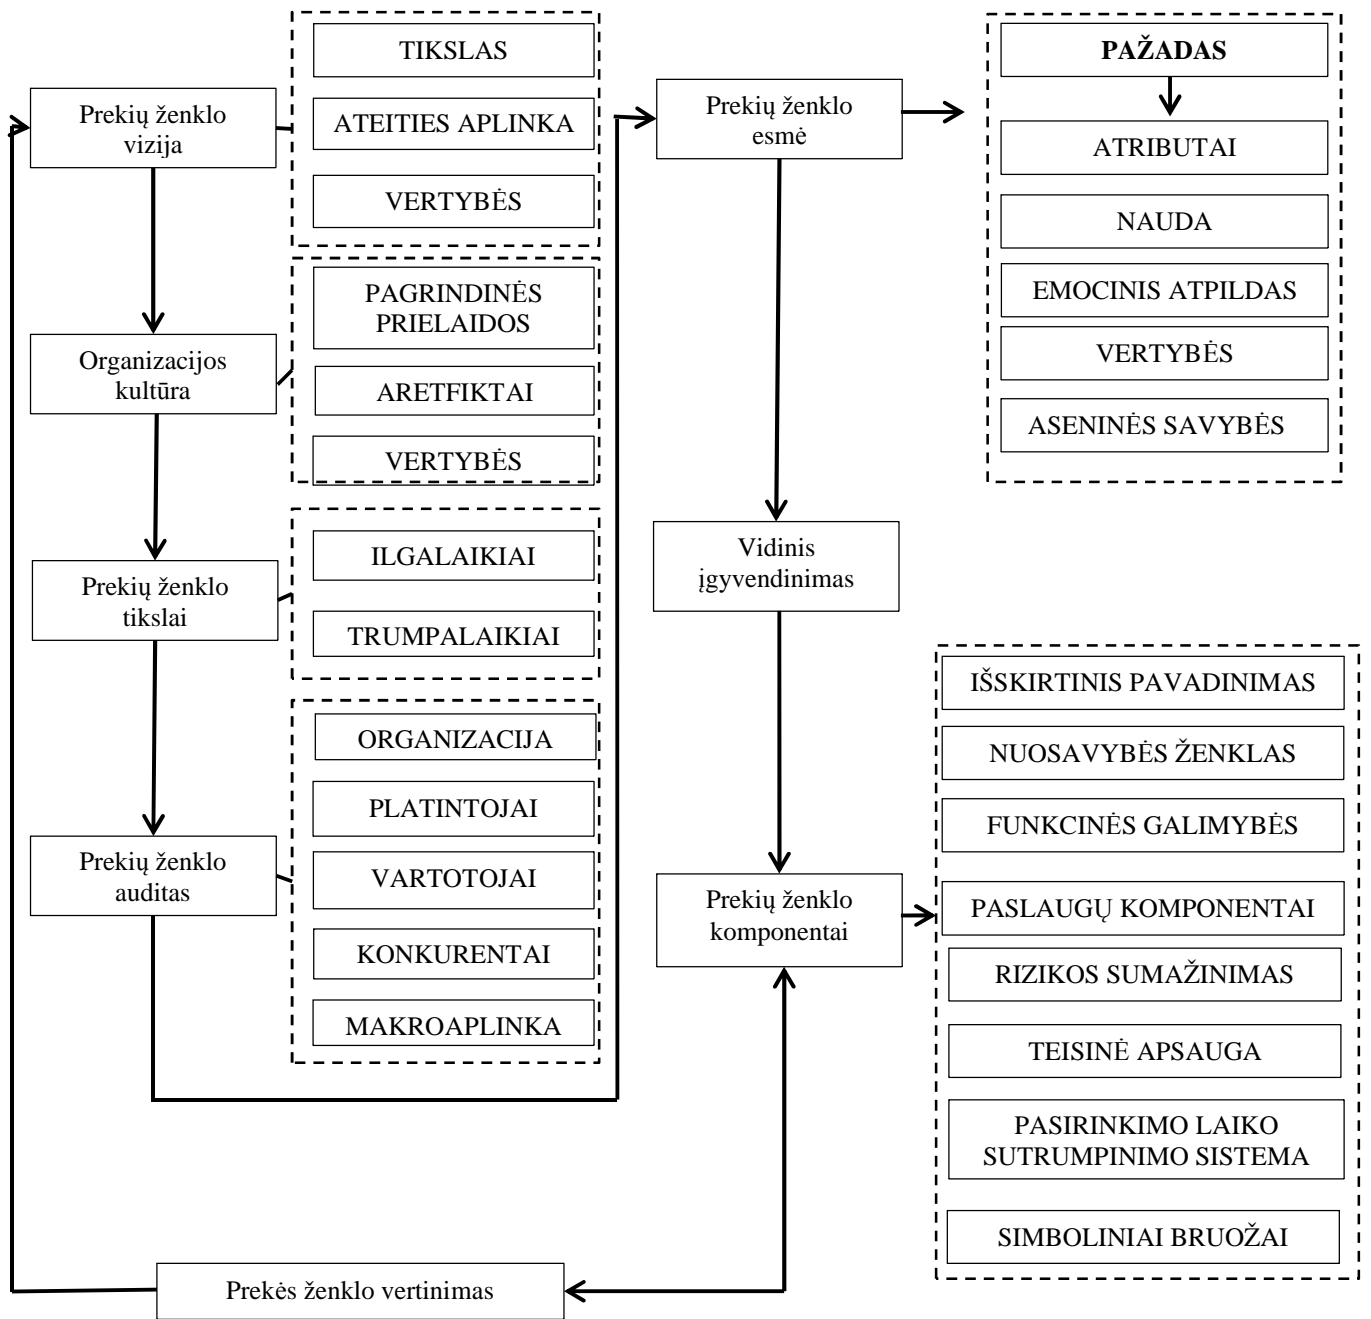 Prekių ženklo
vizija
TIKSLAS
ATEITIES APLINKA
VERTYBĖS
Organizacijos
kultūra
PAGRINDINĖS
PRIELAIDOS
ARETFIKTAI
VERTYBĖS
Prekių ženklo
tikslai
ILGALAIKIAI
TRUMPALAIKIAI
Prekių ženklo
auditas
ORGANIZACIJA
PLATINTOJAI
VARTOTOJAI
KONKURENTAI
MAKROAPLINKA
Prekių ženklo
esmė
PAŽADAS
ATRIBUTAI
NAUDA
EMOCINIS ATPILDAS
VERTYBĖS
ASENINĖS SAVYBĖS
Vidinis
įgyvendinimas
Prekių ženklo
komponentai
IŠSKIRTINIS PAVADINIMAS
NUOSAVYBĖS ŽENKLAS
FUNKCINĖS GALIMYBĖS
PASLAUGŲ KOMPONENTAI
RIZIKOS SUMAŽINIMAS
TEISINĖ APSAUGA
PASIRINKIMO LAIKO
SUTRUMPINIMO SISTEMA
SIMBOLINIAI BRUOŽAI
Prekės ženklo vertinimas